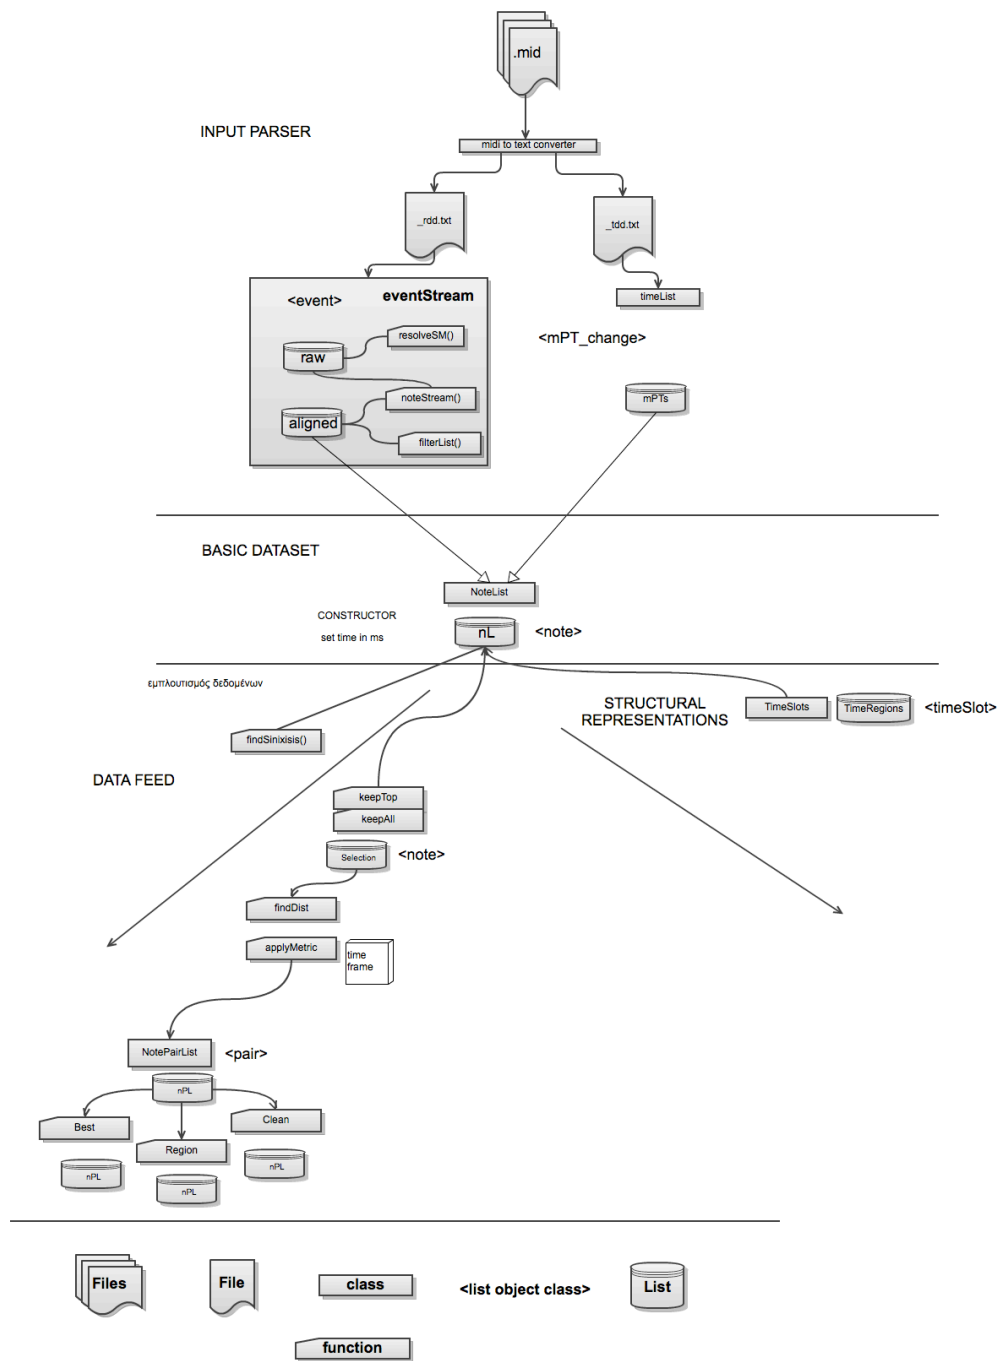 .mid
INPUT PARSER
midi to text converter
_rdd.txt
_tdd.txt
<event>
eventStream
timeList
resolveSM()
<mPT_change>
raw
noteStream()
mPTs
aligned
filterList()
BASIC DATASET
NoteList
CONSTRUCTOR
set time in ms
nL
<note>
εμπλουτισμός δεδομένων
STRUCTURAL
REPRESENTATIONS
TimeSlots
TimeRegions
<timeSlot>
findSinixisis()
DATA FEED
keepTop
keepAll
Selection
<note>
findDist
applyMetric
time
frame
NotePairList
<pair>
nPL
Best
Clean
Region
nPL
nPL
nPL
Files
File
class
<list object class>
List
function